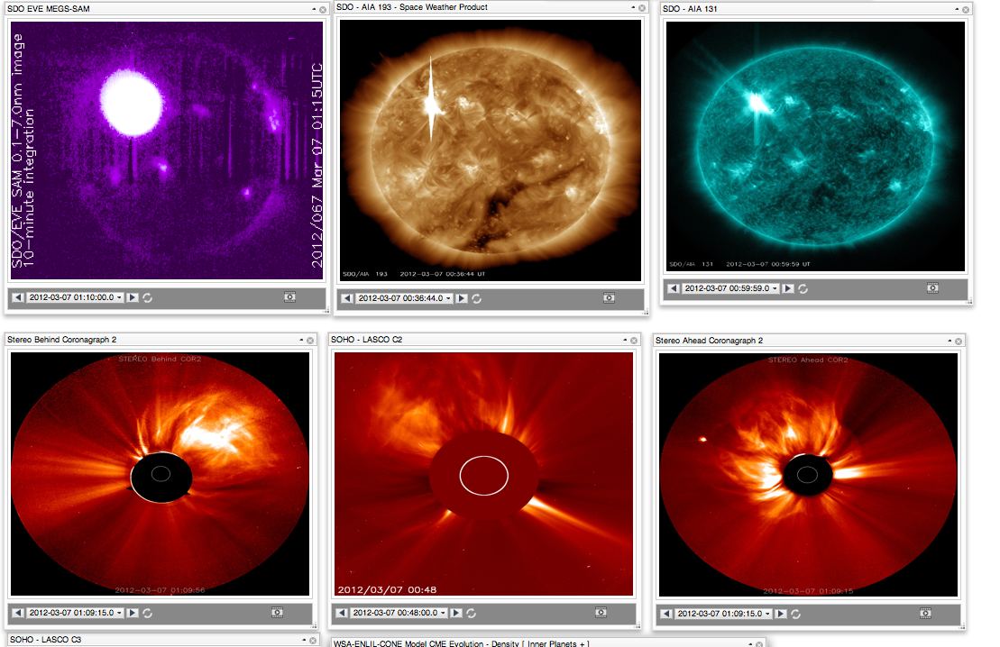 SDO EVE MEGS-SAM
SDO/EVE SAM 0.1-7.0nm image
10-minute integration
2012/067 Mar 07 01:15UTC
2012-03-07 01:10:00.0
SDO - AIA 193 - Space Weather Product
SDO/AIA 193 2012-03-07 00:36:44 UT
2012-03-07 00:36:44.0
SDO - AIA 131
SDO/AIA 131 2012-03-07 00:59:59 UT
2012-03-07 00:59:59.0
Stereo Behind Coronagraph 2
STEREO Behind COR2
2012-03-07 01:09:56
2012-03-07 01:09:15.0
SOHO - LASCO C2
2012/03/07 00:48
2012-03-07 00:48:00.0
Stereo Ahead Coronagraph 2
STEREO Ahead COR2
2012-03-07 01:09:15
2012-03-07 01:09:15.0
SOHO - LASCO C3
WSA-ENLIL-CONE Model CME Evolution - Density [ Inner Planets + ]